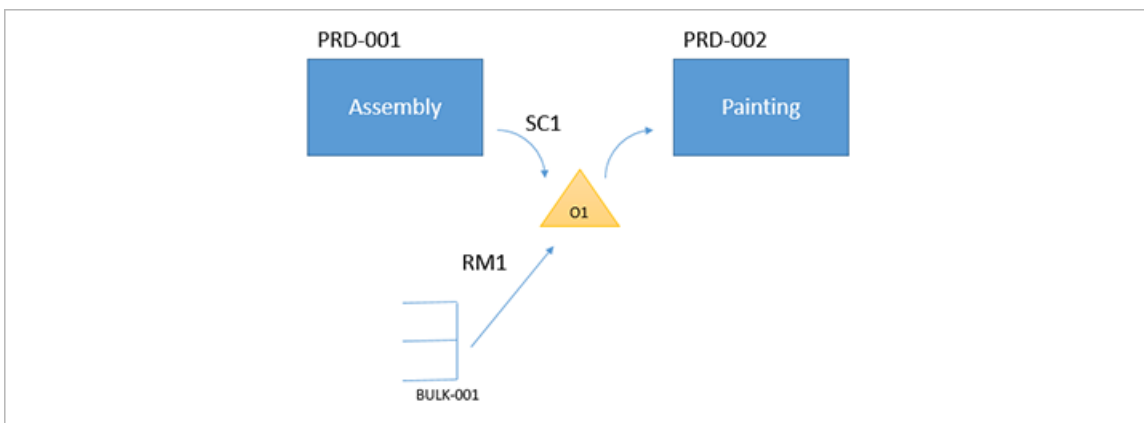 PRD-001
PRD-002
Assembly
Painting
SC1
O1
RM1
BULK-001